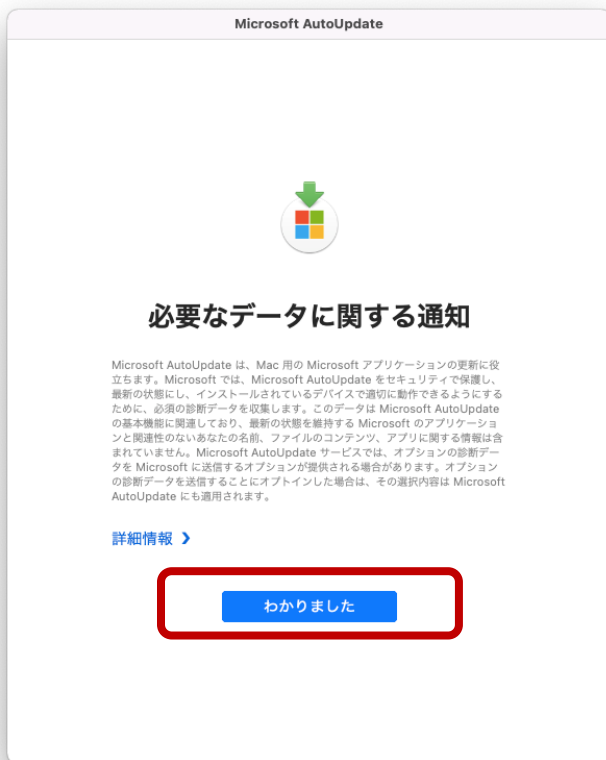 Microsoft AutoUpdate
必要なデータに関する通知
Microsoft AutoUpdate は、Mac 用の Microsoft アプリケーションの更新に役
立ちます。Microsoft では、Microsoft AutoUpdate をセキュリティで保護し、
最新の状態にし、インストールされているデバイスで適切に動作できるようにする
ために、必須の診断データを収集します。このデータは Microsoft AutoUpdate
の基本機能に関連しており、最新の状態を維持する Microsoft のアプリケーショ
ンと関連性のないあなたの名前、ファイルのコンテンツ、アプリに関する情報は含
まれていません。Microsoft AutoUpdate サービスでは、オプションの診断デー
タを Microsoft に送信するオプションが提供される場合があります。オプション
の診断データを送信することにオプトインした場合は、その選択内容は Microsoft
AutoUpdate にも適用されます。
詳細情報 ❯
わかりました